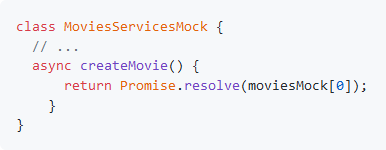 class MoviesServicesMock {
  // ...
  async createMovie() {
      return Promise.resolve(moviesMock[0]);
    }
}